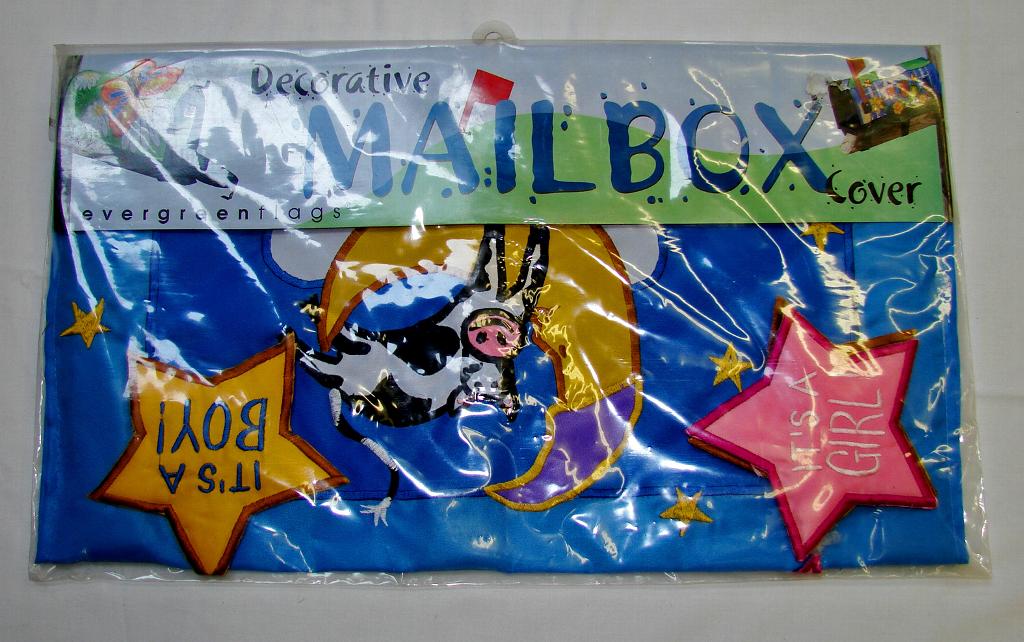 Decorative
MAILBOX
Cover
evergreenflags
IT'S A
BOY!
IT'S A
GIRL